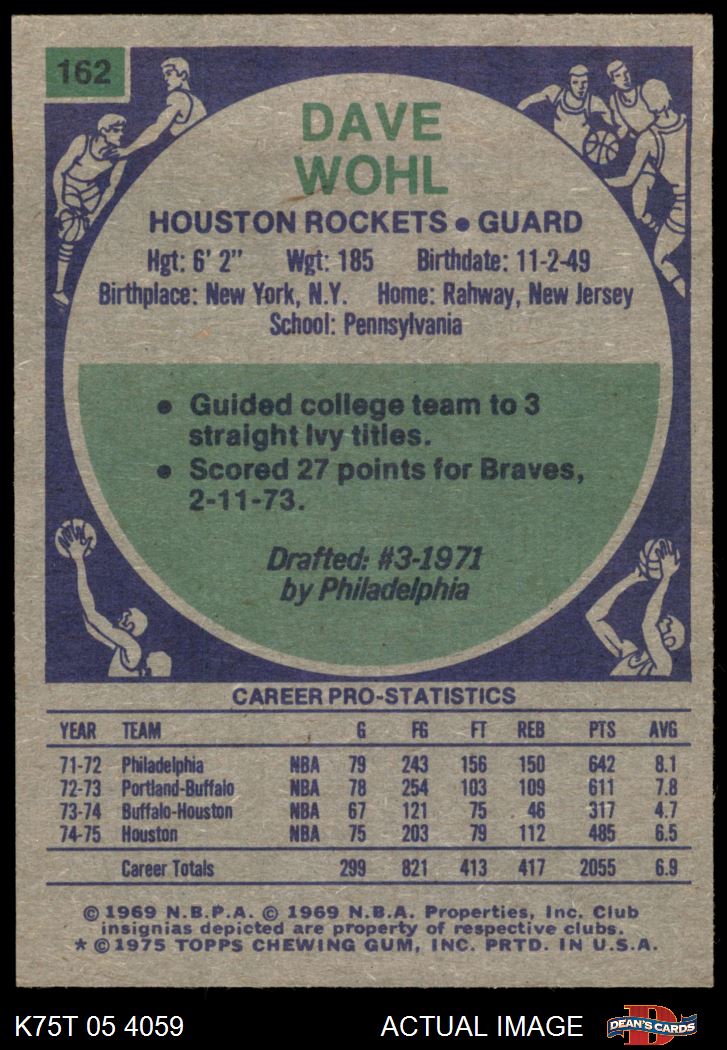 162
DAVE
WOHL
HOUSTON ROCKETS • GUARD
Hgt: 6' 2" Wgt: 185 Birthdate: 11-2-49
Birthplace: New York, N.Y. Home: Rahway, New Jersey
School: Pennsylvania
• Guided college team to 3
straight Ivy titles.
• Scored 27 points for Braves,
2-11-73.
Drafted: #3-1971
by Philadelphia
CAREER PRO-STATISTICS
YEAR TEAM G FG FT REB PTS AVG
71-72 Philadelphia NBA 79 243 156 150 642 8.1
72-73 Portland-Buffalo NBA 78 254 103 109 611 7.8
73-74 Buffalo-Houston NBA 67 121 75 46 317 4.7
74-75 Houston NBA 75 203 79 112 485 6.5
Career Totals 299 821 413 417 2055 6.9
© 1969 N.B.P.A. © 1969 N.B.A. Properties, Inc. Club
insignias depicted are property of respective clubs.
* © 1975 TOPPS CHEWING GUM, INC. PRTD. IN U.S.A.
K75T 05 4059 ACTUAL IMAGE DEAN'S CARDS